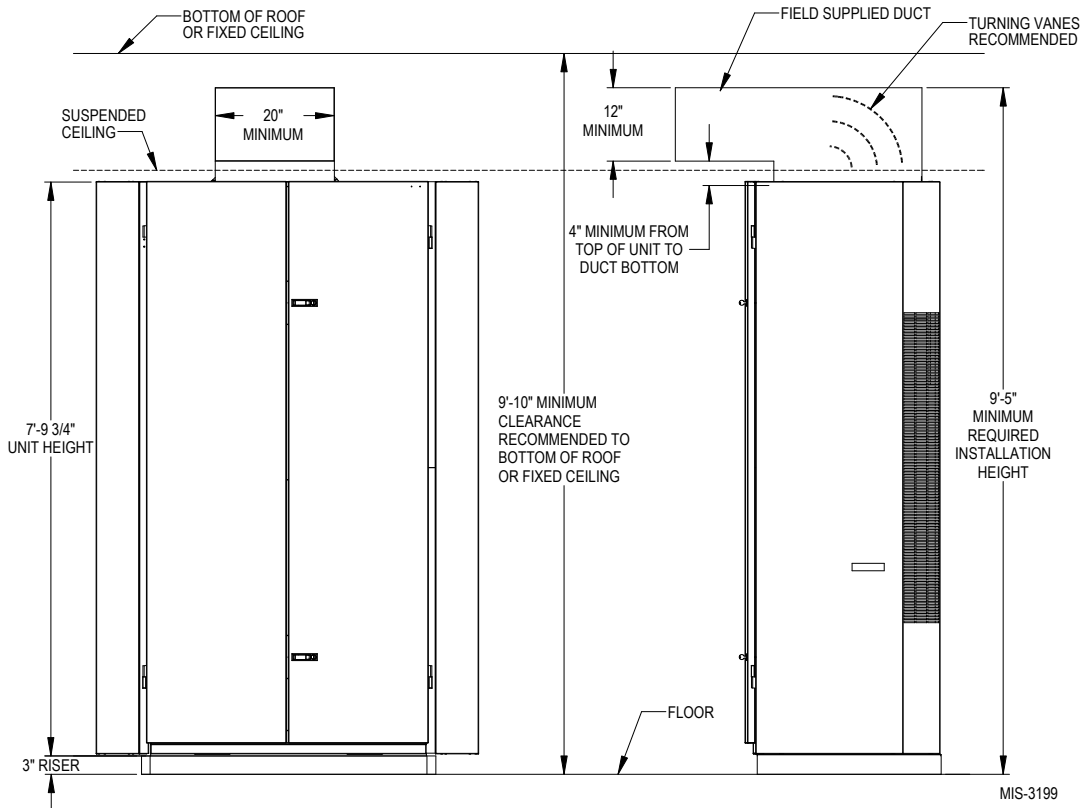 BOTTOM OF ROOF
OR FIXED CEILING
FIELD SUPPLIED DUCT
TURNING VANES
RECOMMENDED
SUSPENDED
CEILING
20"
MINIMUM
12"
MINIMUM
4" MINIMUM FROM
TOP OF UNIT TO
DUCT BOTTOM
7'-9 3/4"
UNIT HEIGHT
9'-10" MINIMUM
CLEARANCE
RECOMMENDED TO
BOTTOM OF ROOF
OR FIXED CEILING
9'-5"
MINIMUM
REQUIRED
INSTALLATION
HEIGHT
FLOOR
3" RISER
MIS-3199